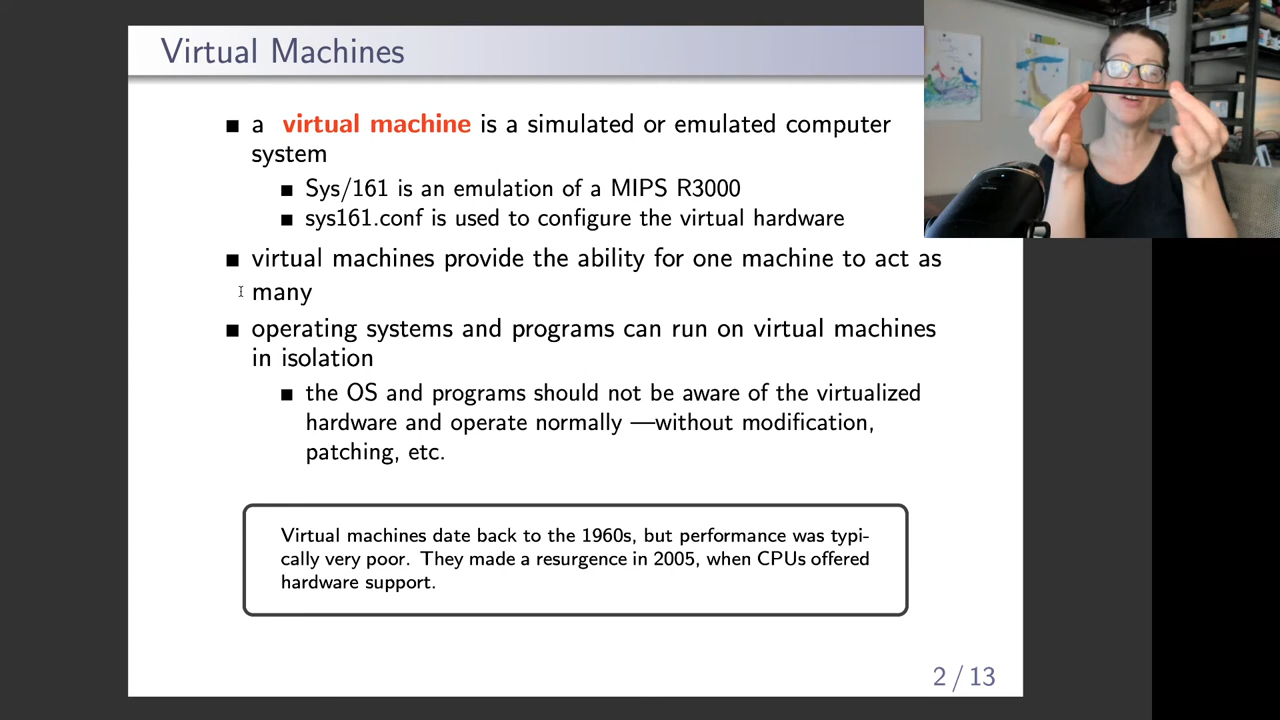 Virtual Machines
a virtual machine is a simulated or emulated computer
system
Sys/161 is an emulation of a MIPS R3000
sys161.conf is used to configure the virtual hardware
virtual machines provide the ability for one machine to act as
many
operating systems and programs can run on virtual machines
in isolation
the OS and programs should not be aware of the virtualized
hardware and operate normally —without modification,
patching, etc.
Virtual machines date back to the 1960s, but performance was typi-
cally very poor. They made a resurgence in 2005, when CPUs offered
hardware support.
2 / 13